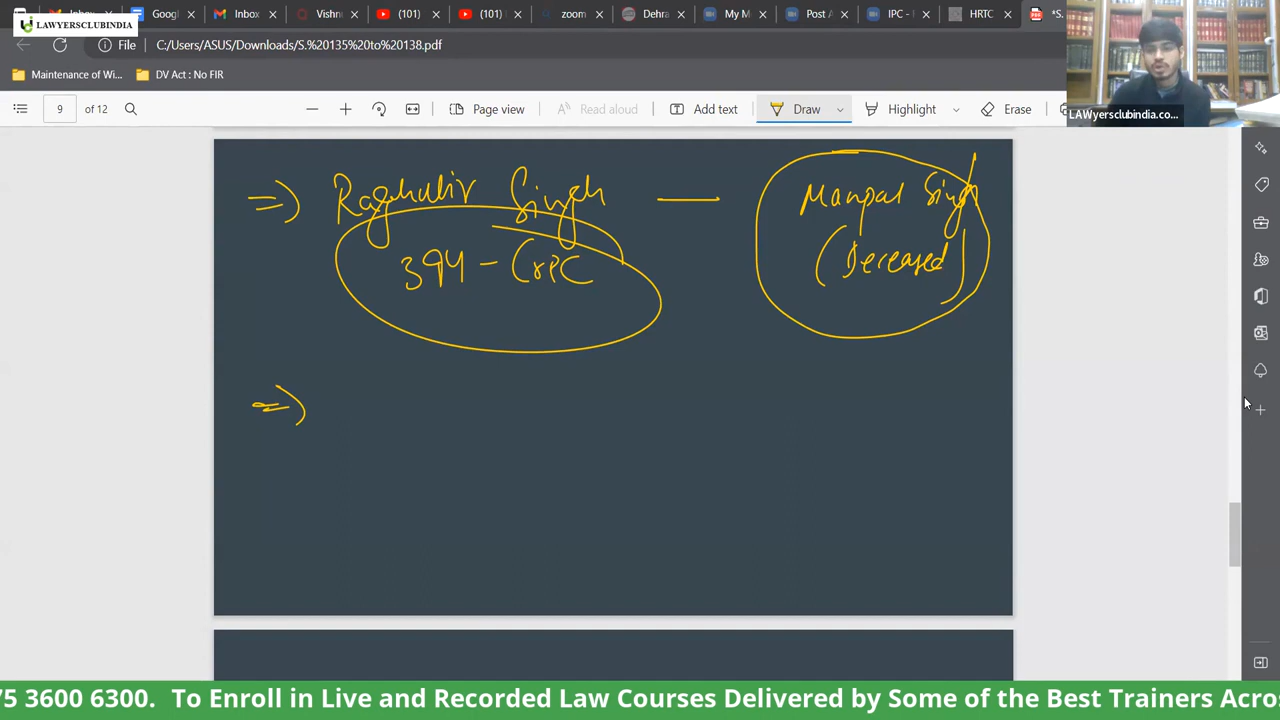 Googl
Inbox
Vishnu
(101)
(101)
zoom
Dehra
Post
IPC -
HRTC
LAWYERSCLUBINDIA
File
C:/Users/ASUS/Downloads/S.%20135%20to%20138.pdf
Maintenance of Wi...
DV Act : No FIR
9 of 12
Page view
Read aloud
Add text
Draw
Highlight
Erase
LAWyersclubindia.co...
⇒) Raghubir Singh — Manpal Singh
394 - CrPC (Deceased)
⇒)
75 3600 6300. To Enroll in Live and Recorded Law Courses Delivered by Some of the Best Trainers Acro